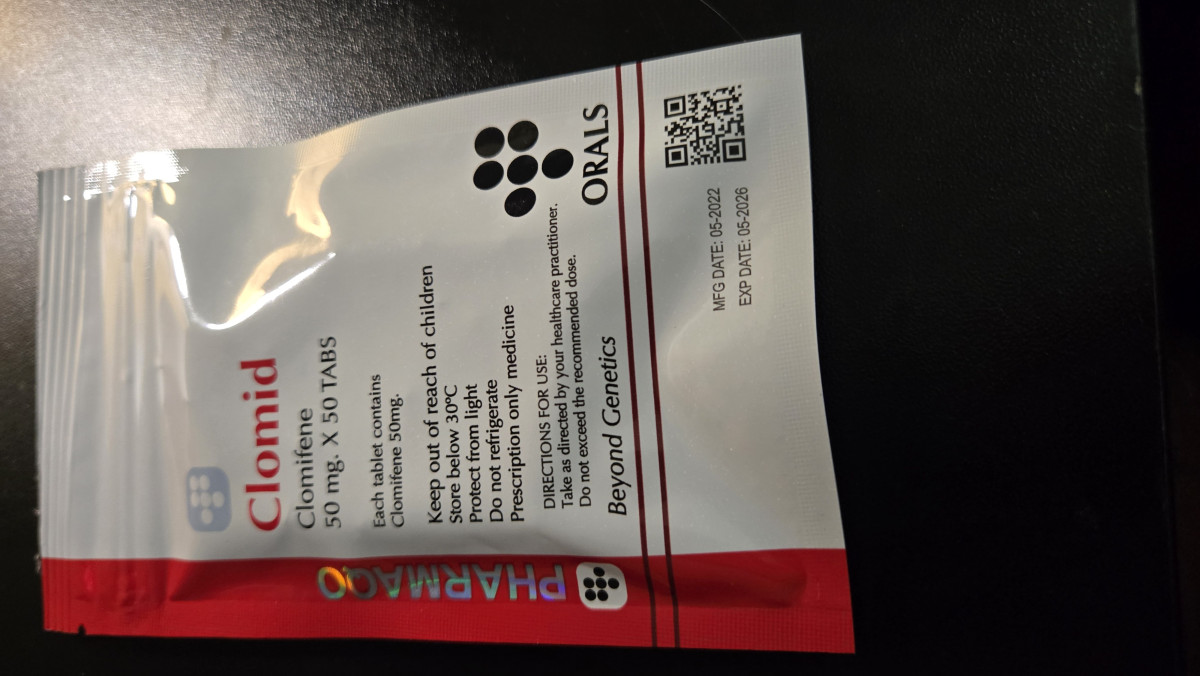 Clomid
Clomifene
50 mg. X 50 TABS
Each tablet contains
Clomifene 50mg.
Keep out of reach of children
Store below 30ºC
Protect from light
Do not refrigerate
Prescription only medicine
DIRECTIONS FOR USE:
Take as directed by your healthcare practitioner.
Do not exceed the recommended dose.
Beyond Genetics
ORALS
MFG DATE: 05-2022
EXP DATE: 05-2026
PHARMAQO